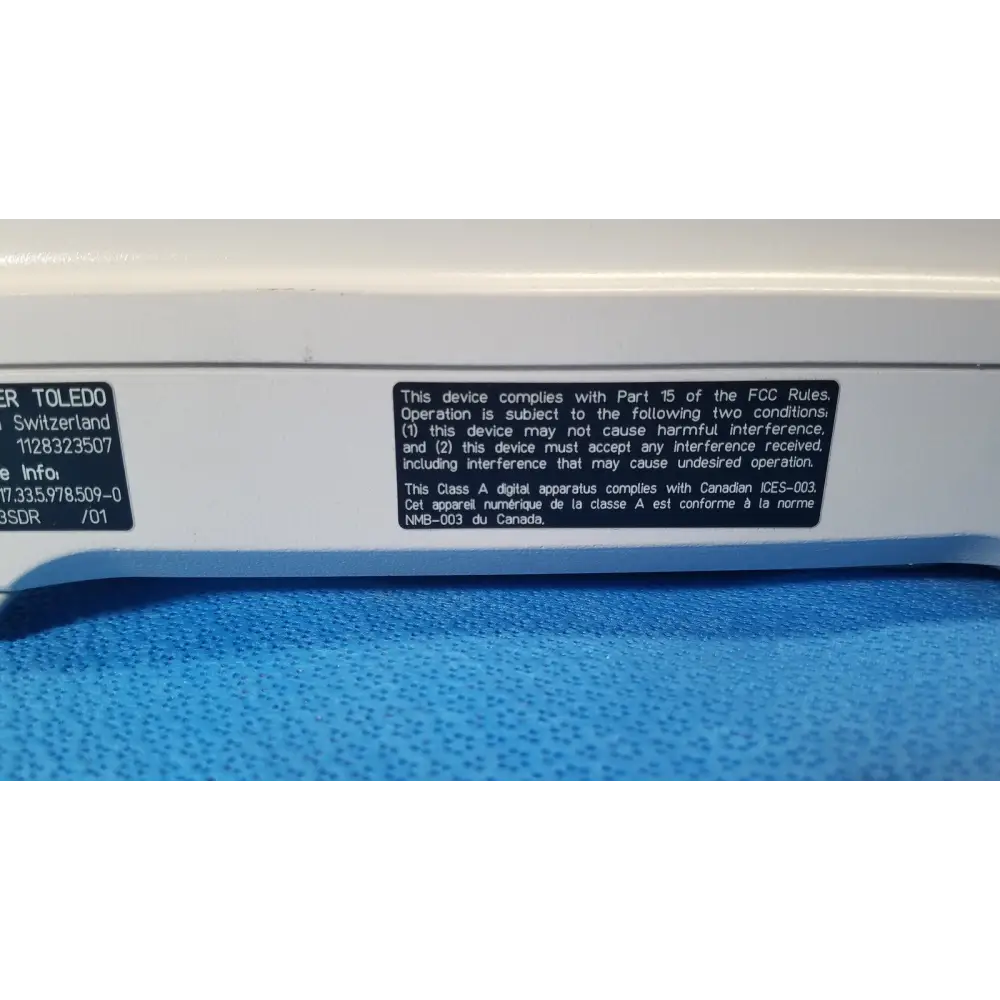 ER TOLEDO
Switzerland
1128323507
e Info:
17.33.5.978.509-0
3SDR /01
This device complies with Part 15 of the FCC Rules.
Operation is subject to the following two conditions:
(1) this device may not cause harmful interference,
and (2) this device must accept any interference received,
including interference that may cause undesired operation.
This Class A digital apparatus complies with Canadian ICES-003.
Cet appareil numérique de la classe A est conforme à la norme
NMB-003 du Canada.